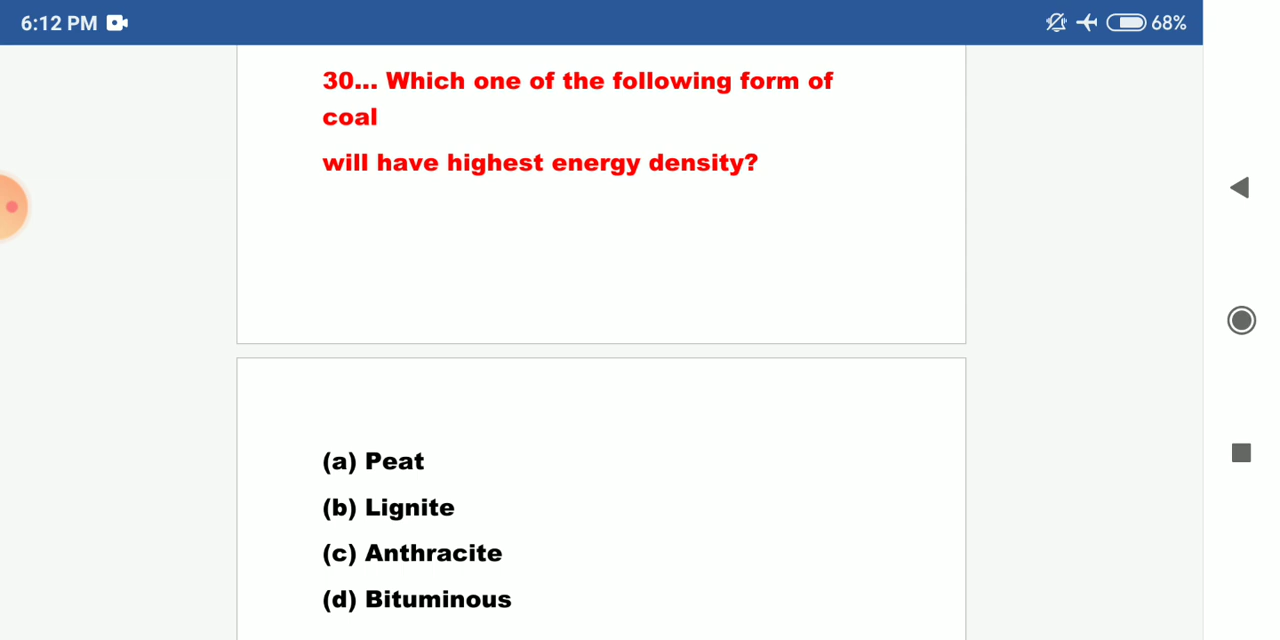 6:12 PM 68%
30... Which one of the following form of
coal
will have highest energy density?
(a) Peat
(b) Lignite
(c) Anthracite
(d) Bituminous